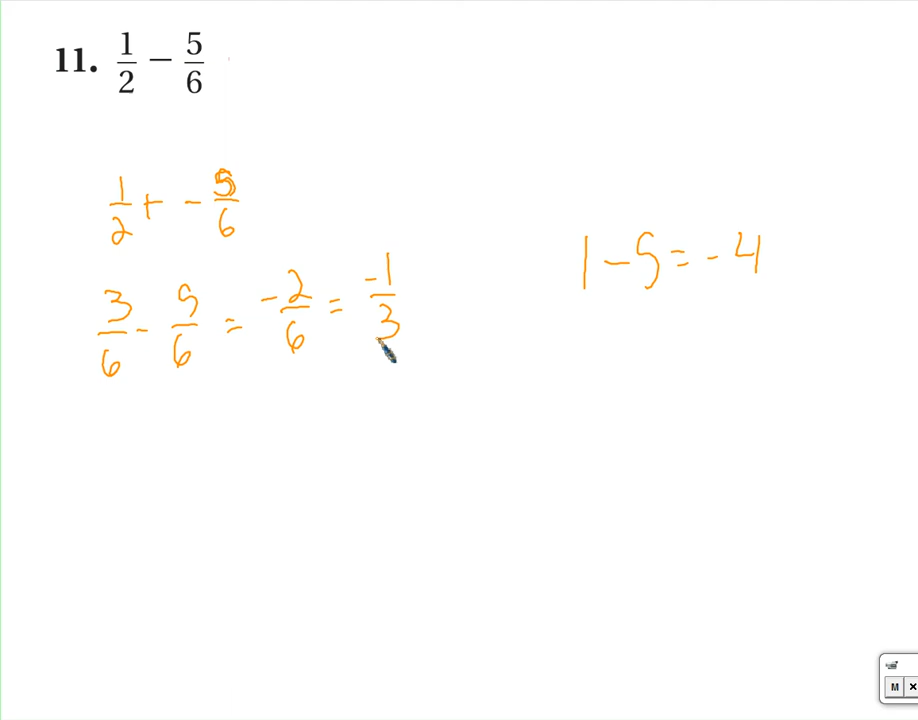 11. 1/2 − 5/6
1/2 + - 5/6
1 - 5 = - 4
3/6 - 5/6 = -2/6 = -1/3
M ×